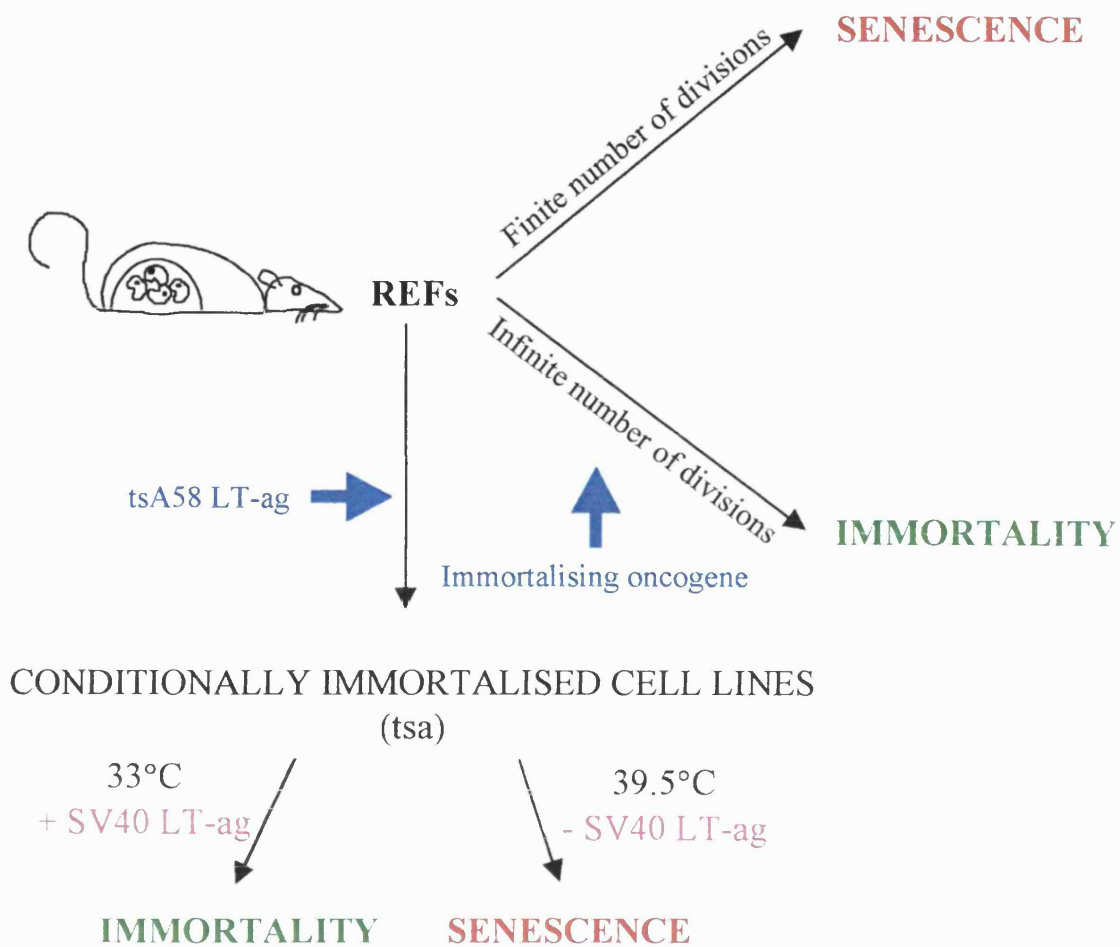 SENESCENCE
Finite number of divisions
REFs
Infinite number of divisions
tsA58 LT-ag
Immortalising oncogene
IMMORTALITY
CONDITIONALLY IMMORTALISED CELL LINES
(tsa)
33°C
+ SV40 LT-ag
39.5°C
- SV40 LT-ag
IMMORTALITY
SENESCENCE